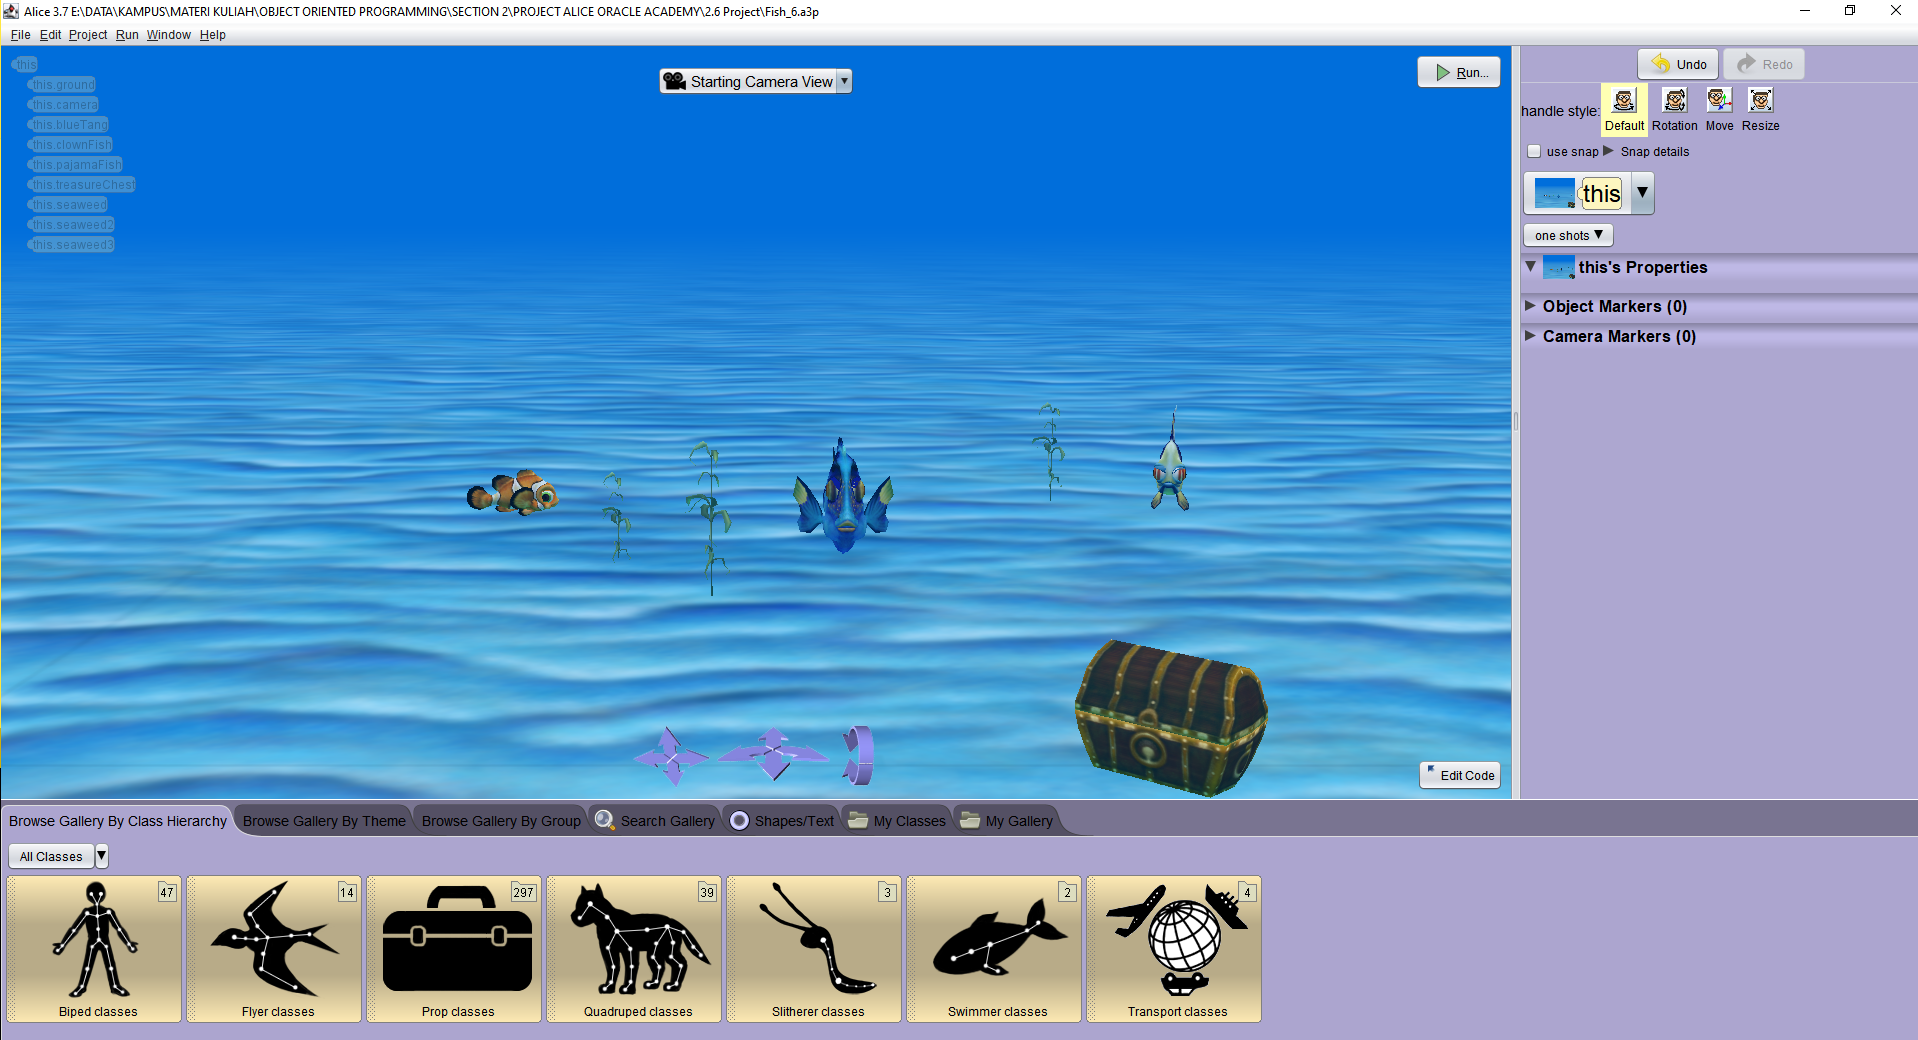 Alice 3.7 E:\DATA\KAMPUS\MATERI KULIAH\OBJECT ORIENTED PROGRAMMING\SECTION 2\PROJECT ALICE ORACLE ACADEMY\2.6 Project\Fish_6.a3p
File Edit Project Run Window Help
this
this.ground
this.camera
this.blueTang
this.clownFish
this.pajamaFish
this.treasureChest
this.seaweed
this.seaweed2
this.seaweed3
Starting Camera View
Run...
Undo Redo
handle style: Default Rotation Move Resize
use snap Snap details
this
one shots
this's Properties
Object Markers (0)
Camera Markers (0)
Edit Code
Browse Gallery By Class Hierarchy Browse Gallery By Theme Browse Gallery By Group Search Gallery Shapes/Text My Classes My Gallery
All Classes
47 14 297 39 3 2 4
Biped classes Flyer classes Prop classes Quadruped classes Slitherer classes Swimmer classes Transport classes